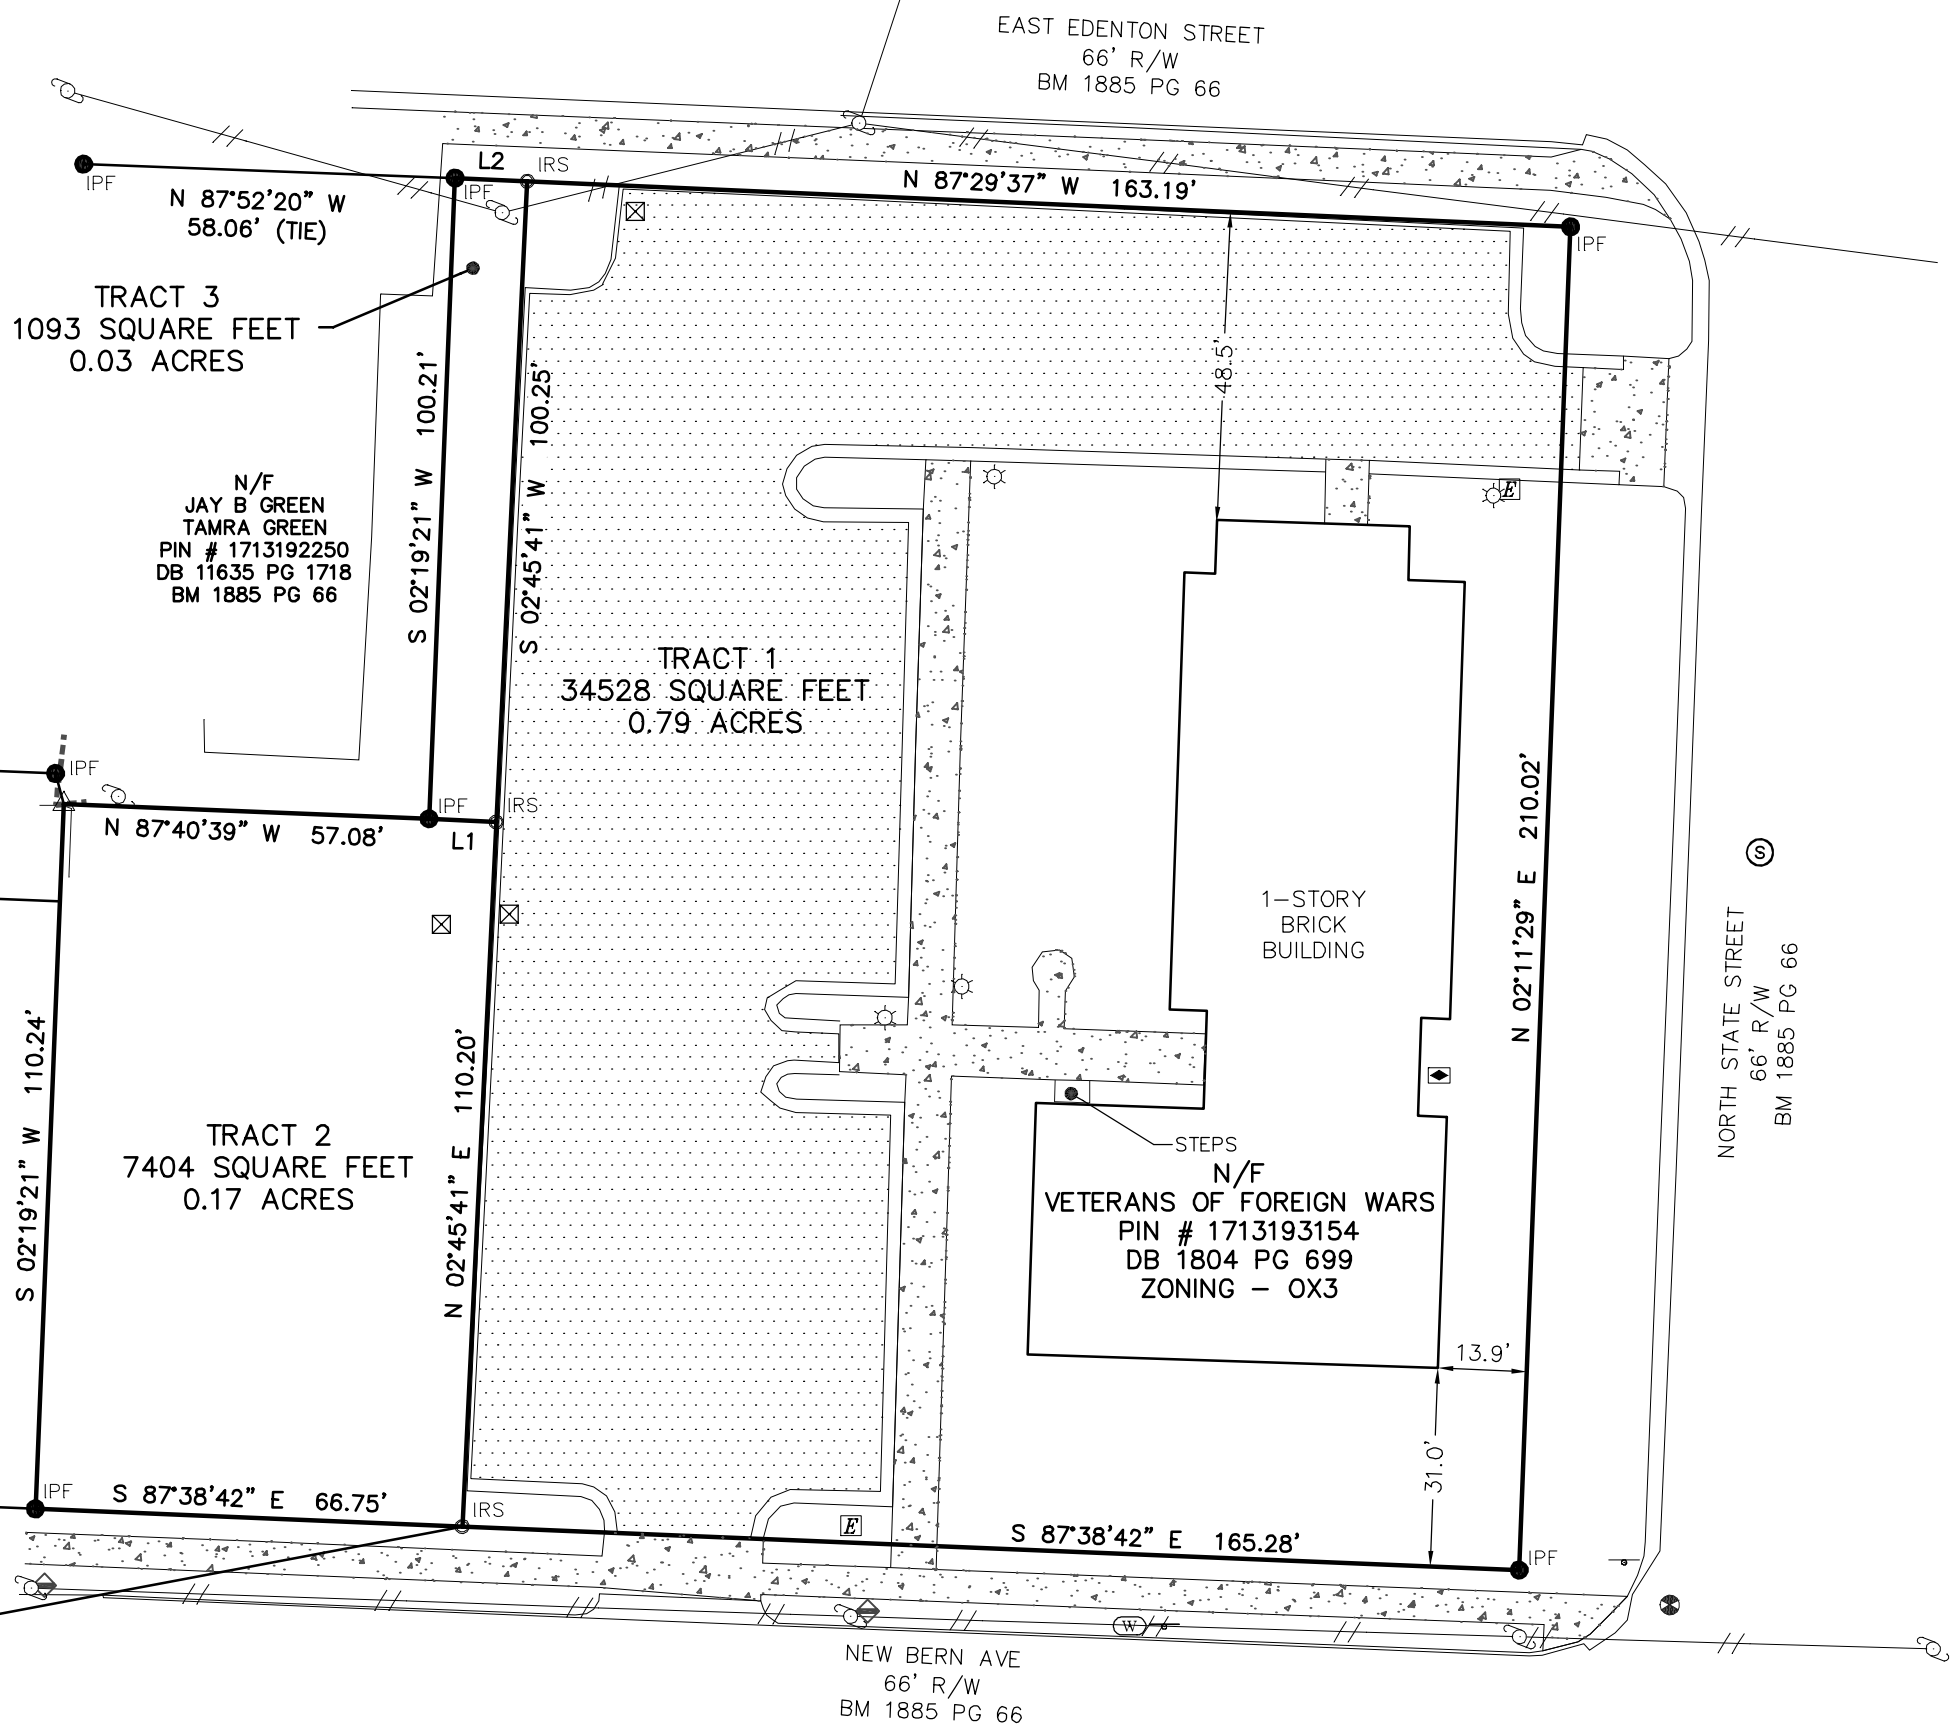 EAST EDENTON STREET
66' R/W
BM 1885 PG 66
L2
IRS
IPF
IPF
N 87°29'37" W 163.19'
N 87°52'20" W
58.06' (TIE)
IPF
TRACT 3
1093 SQUARE FEET
0.03 ACRES
S 02°19'21" W 100.21'
S 02°45'41" W 100.25'
48.5'
N/F
JAY B GREEN
TAMRA GREEN
PIN # 1713192250
DB 11635 PG 1718
BM 1885 PG 66
E
TRACT 1
34528 SQUARE FEET
0.79 ACRES
IPF
IPF
IRS
N 87°40'39" W 57.08'
L1
N 02°11'29" E 210.02'
1-STORY
BRICK
BUILDING
S
NORTH STATE STREET
66' R/W
BM 1885 PG 66
S 02°19'21" W 110.24'
N 02°45'41" E 110.20'
TRACT 2
7404 SQUARE FEET
0.17 ACRES
STEPS
N/F
VETERANS OF FOREIGN WARS
PIN # 1713193154
DB 1804 PG 699
ZONING - OX3
13.9'
31.0'
IPF
S 87°38'42" E 66.75'
IRS
E
S 87°38'42" E 165.28'
IPF
W
NEW BERN AVE
66' R/W
BM 1885 PG 66